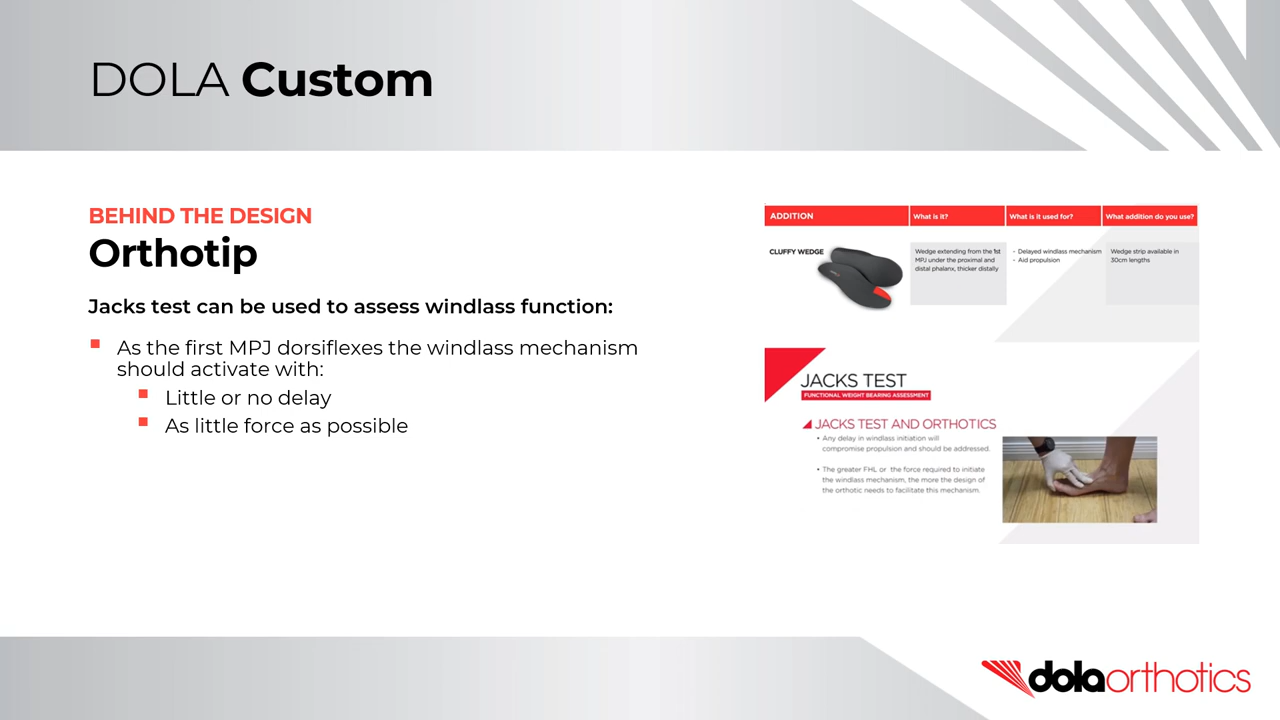 DOLA Custom
BEHIND THE DESIGN
Orthotip
Jacks test can be used to assess windlass function:
As the first MPJ dorsiflexes the windlass mechanism
should activate with:
Little or no delay
As little force as possible
ADDITION
What is it?
What is it used for?
What addition do you use?
CLUFFY WEDGE
Wedge extending from the 1st
MPJ under the proximal and
distal phalanx, thicker distally
- Delayed windlass mechanism
- Aid propulsion
Wedge strip available in
30cm lengths
JACKS TEST
FUNCTIONAL WEIGHT BEARING ASSESSMENT
JACKS TEST AND ORTHOTICS
• Any delay in windlass initiation will
compromise propulsion and should be addressed.
• The greater FHL or the force required to initiate
the windlass mechanism, the more the design of
the orthotic needs to facilitate this mechanism.
dolaorthotics